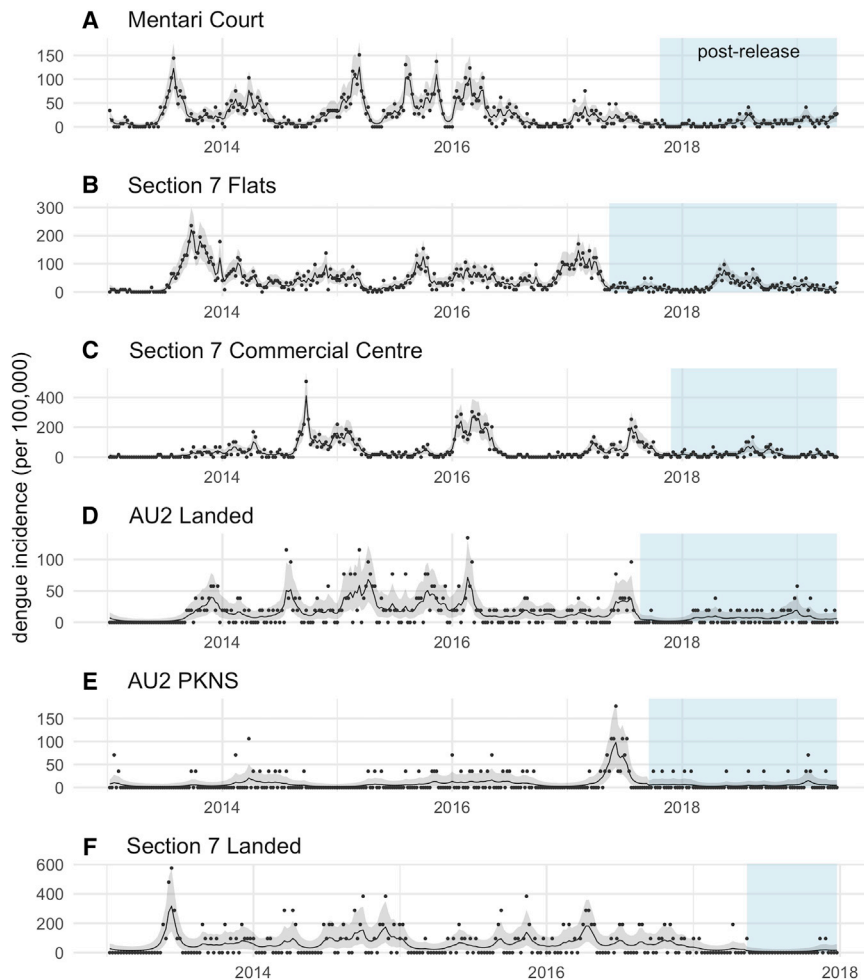 A Mentari Court
post-release
150
100
50
0
2014 2016 2018
B Section 7 Flats
300
200
100
0
2014 2016 2018
C Section 7 Commercial Centre
400
200
0
2014 2016 2018
D AU2 Landed
100
50
0
2014 2016 2018
E AU2 PKNS
150
100
50
0
2014 2016 2018
F Section 7 Landed
600
400
200
0
2014 2016 2018
dengue incidence (per 100,000)